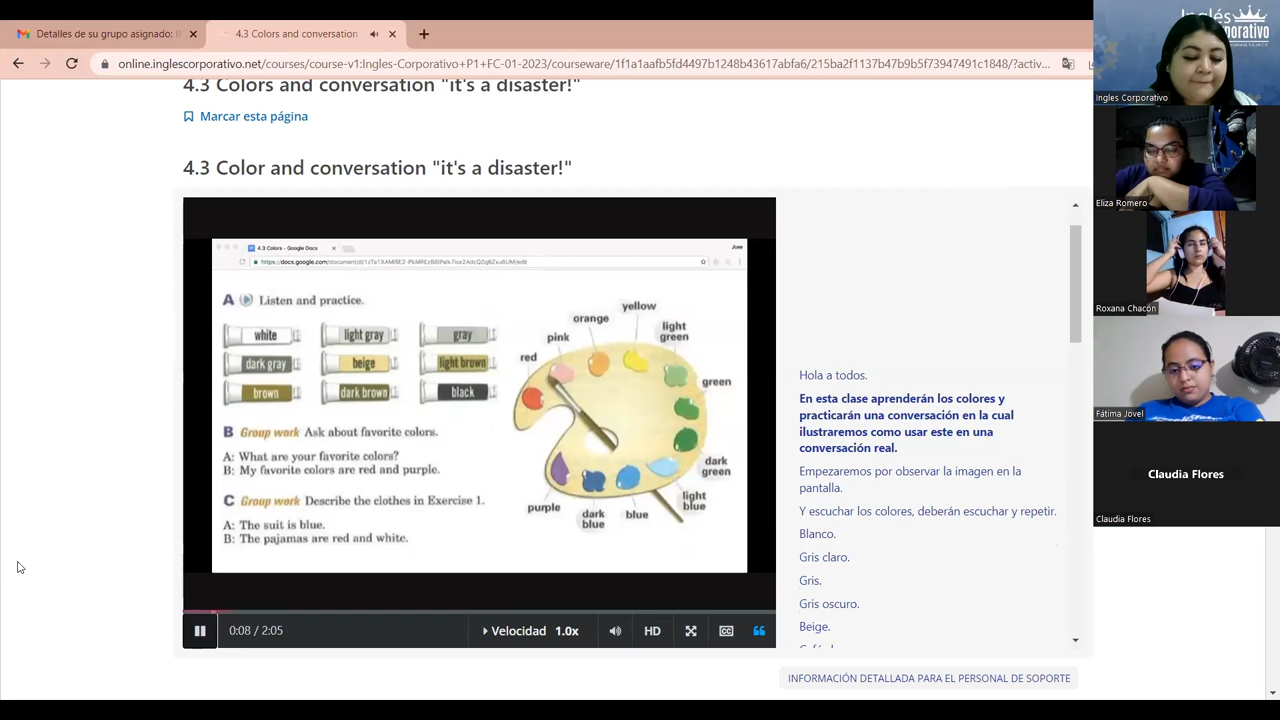 Detalles de su grupo asignado: II
4.3 Colors and conversation
online.inglescorporativo.net/courses/course-v1:Ingles-Corporativo+P1+FC-01-2023/courseware/1f1a1aafb5fd4497b1248b43617abfa6/215ba2f1137b47b9b5f73947491c1848/?activ...
4.3 Colors and conversation "it's a disaster!"
Marcar esta página
4.3 Color and conversation "it's a disaster!"
4.3 Colors - Google Docs
Jose
A Listen and practice.
white light gray gray
dark gray beige light brown
brown dark brown black
yellow
orange
pink
light
green
red
green
dark
green
light
blue
blue
dark
blue
purple
B Group work Ask about favorite colors.
A: What are your favorite colors?
B: My favorite colors are red and purple.
C Group work Describe the clothes in Exercise 1.
A: The suit is blue.
B: The pajamas are red and white.
0:08 / 2:05
Velocidad 1.0x
HD
CC
Hola a todos.
En esta clase aprenderán los colores y
practicarán una conversación en la cual
ilustraremos como usar este en una
conversación real.
Empezaremos por observar la imagen en la
pantalla.
Y escuchar los colores, deberán escuchar y repetir.
Blanco.
Gris claro.
Gris.
Gris oscuro.
Beige.
INFORMACIÓN DETALLADA PARA EL PERSONAL DE SOPORTE
Inglés
Ingles Corporativo
Eliza Romero
Roxana Chacón
Fátima Jovel
Claudia Flores
Claudia Flores